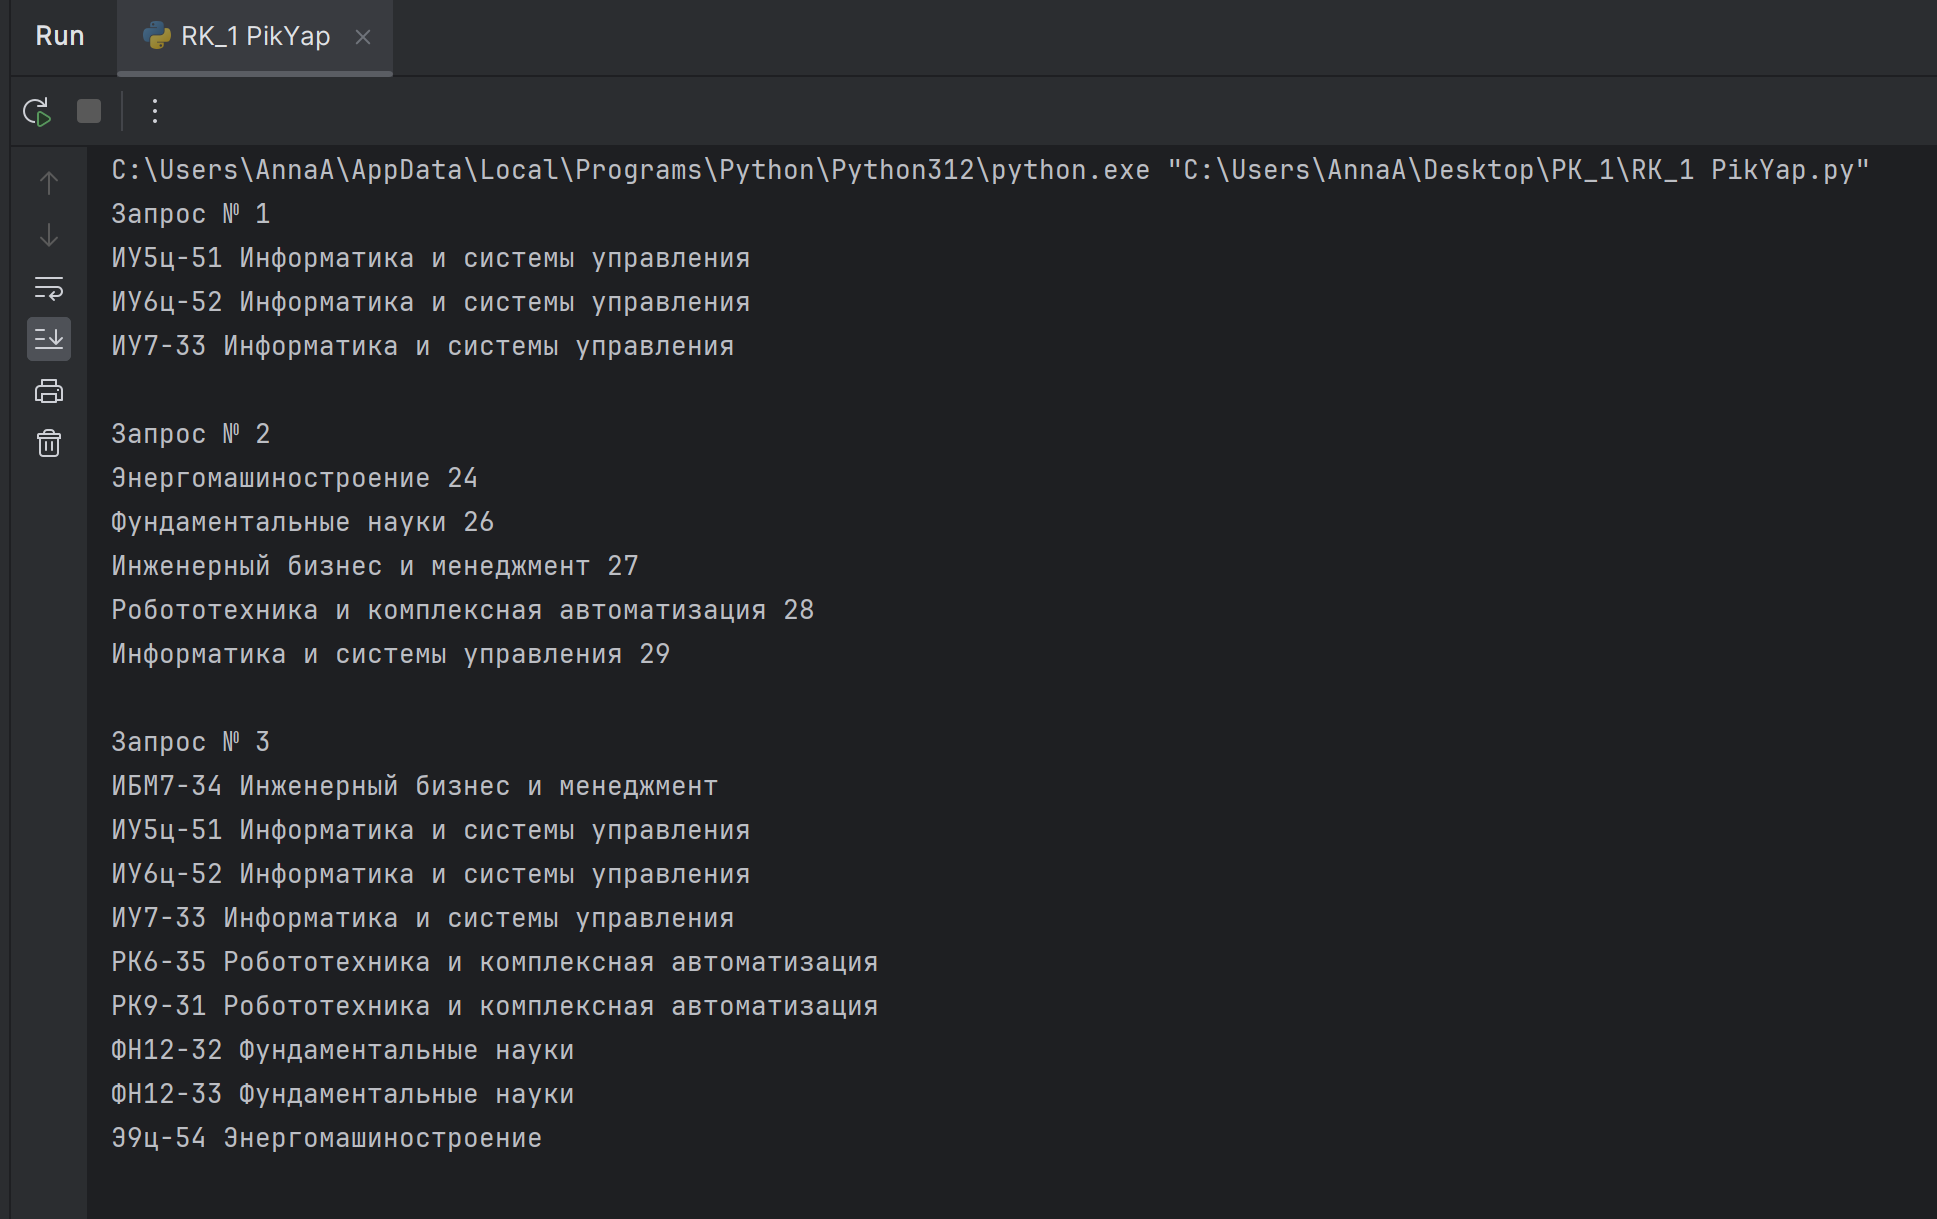 Run RK_1 PikYap
C:\Users\AnnaA\AppData\Local\Programs\Python\Python312\python.exe "C:\Users\AnnaA\Desktop\PK_1\RK_1 PikYap.py"
Запрос № 1
ИУ5ц-51 Информатика и системы управления
ИУ6ц-52 Информатика и системы управления
ИУ7-33 Информатика и системы управления
Запрос № 2
Энергомашиностроение 24
Фундаментальные науки 26
Инженерный бизнес и менеджмент 27
Робототехника и комплексная автоматизация 28
Информатика и системы управления 29
Запрос № 3
ИБМ7-34 Инженерный бизнес и менеджмент
ИУ5ц-51 Информатика и системы управления
ИУ6ц-52 Информатика и системы управления
ИУ7-33 Информатика и системы управления
РК6-35 Робототехника и комплексная автоматизация
РК9-31 Робототехника и комплексная автоматизация
ФН12-32 Фундаментальные науки
ФН12-33 Фундаментальные науки
Э9ц-54 Энергомашиностроение